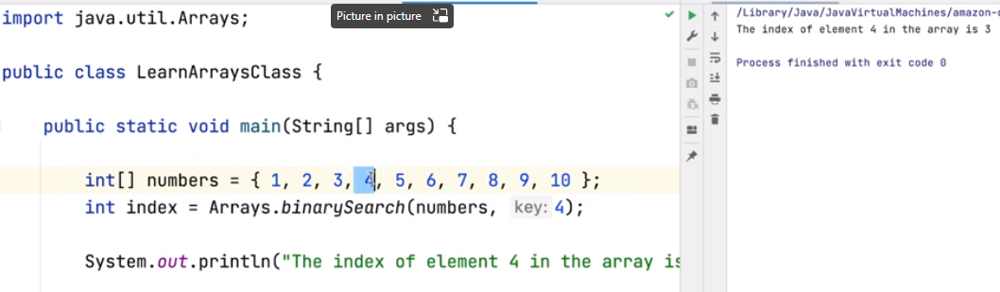 import java.util.Arrays;
Picture in picture
public class LearnArraysClass {
public static void main(String[] args) {
int[] numbers = { 1, 2, 3, 4, 5, 6, 7, 8, 9, 10 };
int index = Arrays.binarySearch(numbers, key: 4);
System.out.println("The index of element 4 in the array is
/Library/Java/JavaVirtualMachines/amazon-
The index of element 4 in the array is 3
Process finished with exit code 0